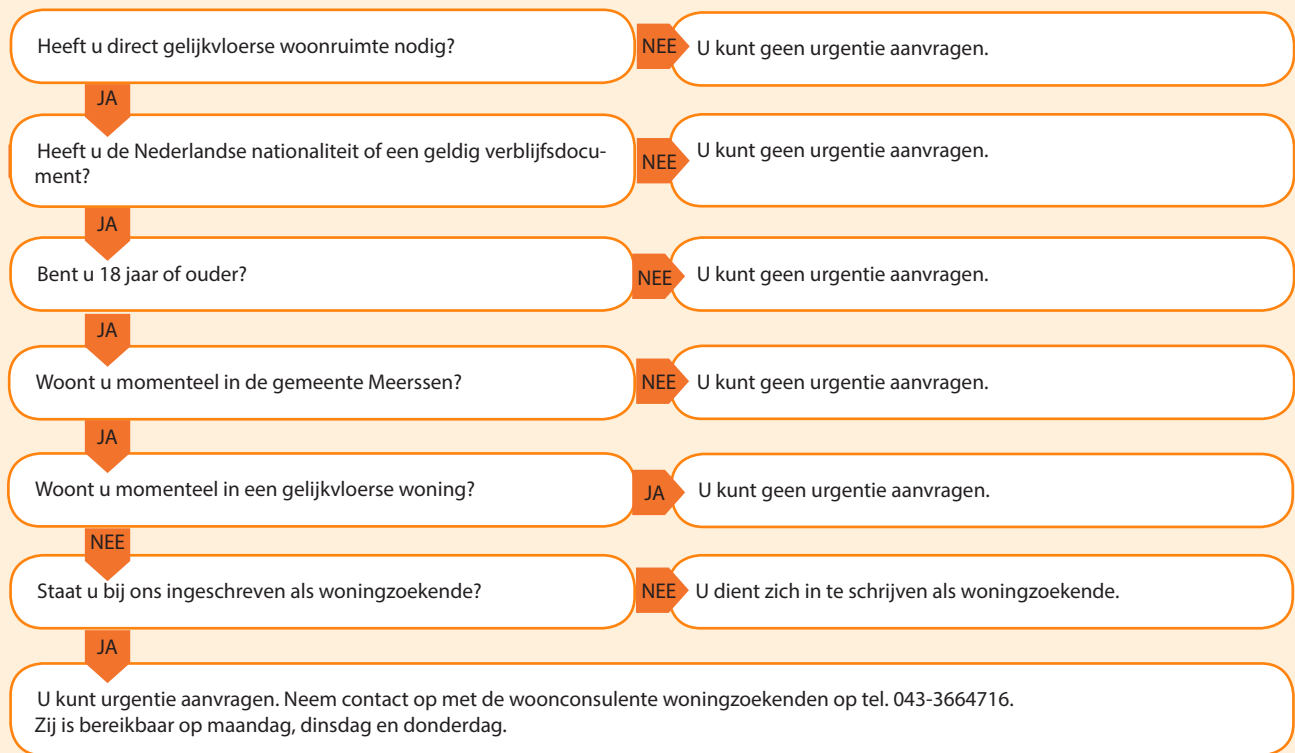 Heeft u direct gelijkvloerse woonruimte nodig?
NEE
U kunt geen urgentie aanvragen.
JA
Heeft u de Nederlandse nationaliteit of een geldig verblijfsdocu-
ment?
NEE
U kunt geen urgentie aanvragen.
JA
Bent u 18 jaar of ouder?
NEE
U kunt geen urgentie aanvragen.
JA
Woont u momenteel in de gemeente Meerssen?
NEE
U kunt geen urgentie aanvragen.
JA
Woont u momenteel in een gelijkvloerse woning?
JA
U kunt geen urgentie aanvragen.
NEE
Staat u bij ons ingeschreven als woningzoekende?
NEE
U dient zich in te schrijven als woningzoekende.
JA
U kunt urgentie aanvragen. Neem contact op met de woonconsulente woningzoekenden op tel. 043-3664716.
Zij is bereikbaar op maandag, dinsdag en donderdag.